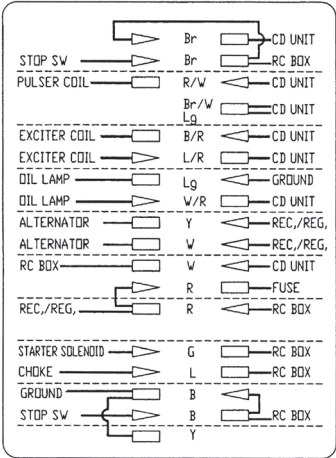 Br CD UNIT
STOP SW Br RC BOX
PULSER COIL R/W CD UNIT
Br/W
Lg CD UNIT
EXCITER COIL B/R CD UNIT
EXCITER COIL L/R CD UNIT
OIL LAMP Lg GROUND
OIL LAMP W/R CD UNIT
ALTERNATOR Y REC,/REG,
ALTERNATOR W REC,/REG,
RC BOX W CD UNIT
R FUSE
REC,/REG, R RC BOX
STARTER SOLENOID G RC BOX
CHOKE L RC BOX
GROUND B
STOP SW B RC BOX
Y